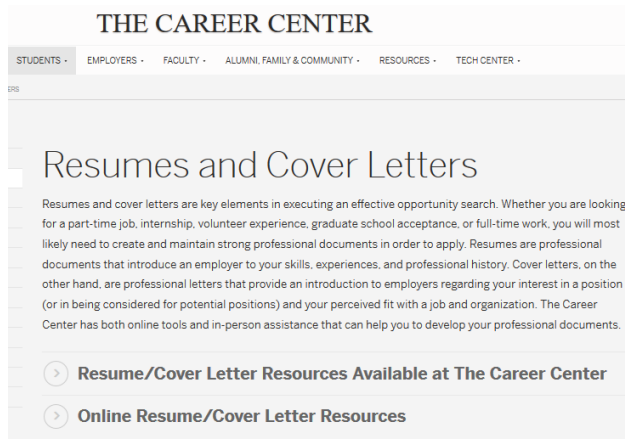 THE CAREER CENTER
STUDENTS EMPLOYERS FACULTY ALUMNI, FAMILY & COMMUNITY RESOURCES TECH CENTER
ERS
Resumes and Cover Letters
Resumes and cover letters are key elements in executing an effective opportunity search. Whether you are looking
for a part-time job, internship, volunteer experience, graduate school acceptance, or full-time work, you will most
likely need to create and maintain strong professional documents in order to apply. Resumes are professional
documents that introduce an employer to your skills, experiences, and professional history. Cover letters, on the
other hand, are professional letters that provide an introduction to employers regarding your interest in a position
(or in being considered for potential positions) and your perceived fit with a job and organization. The Career
Center has both online tools and in-person assistance that can help you to develop your professional documents.
Resume/Cover Letter Resources Available at The Career Center
Online Resume/Cover Letter Resources